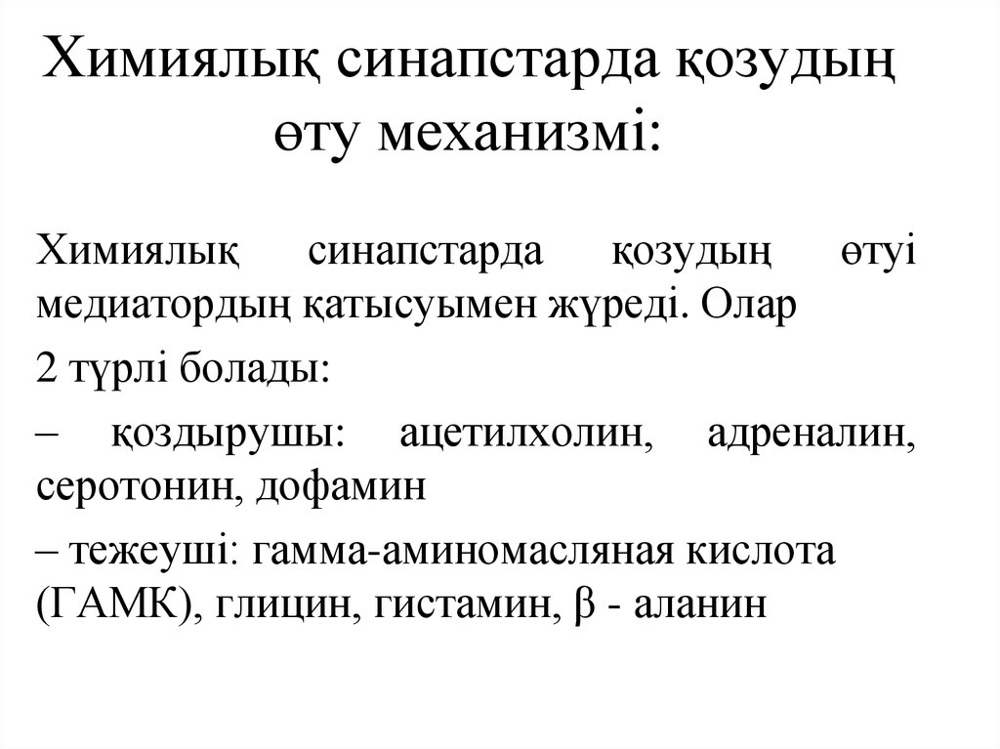 Химиялық синапстарда қозудың
өту механизмі:
Химиялық синапстарда қозудың өтуі
медиатордың қатысуымен жүреді. Олар
2 түрлі болады:
– қоздырушы: ацетилхолин, адреналин,
серотонин, дофамин
– тежеуші: гамма-аминомасляная кислота
(ГАМК), глицин, гистамин, β - аланин